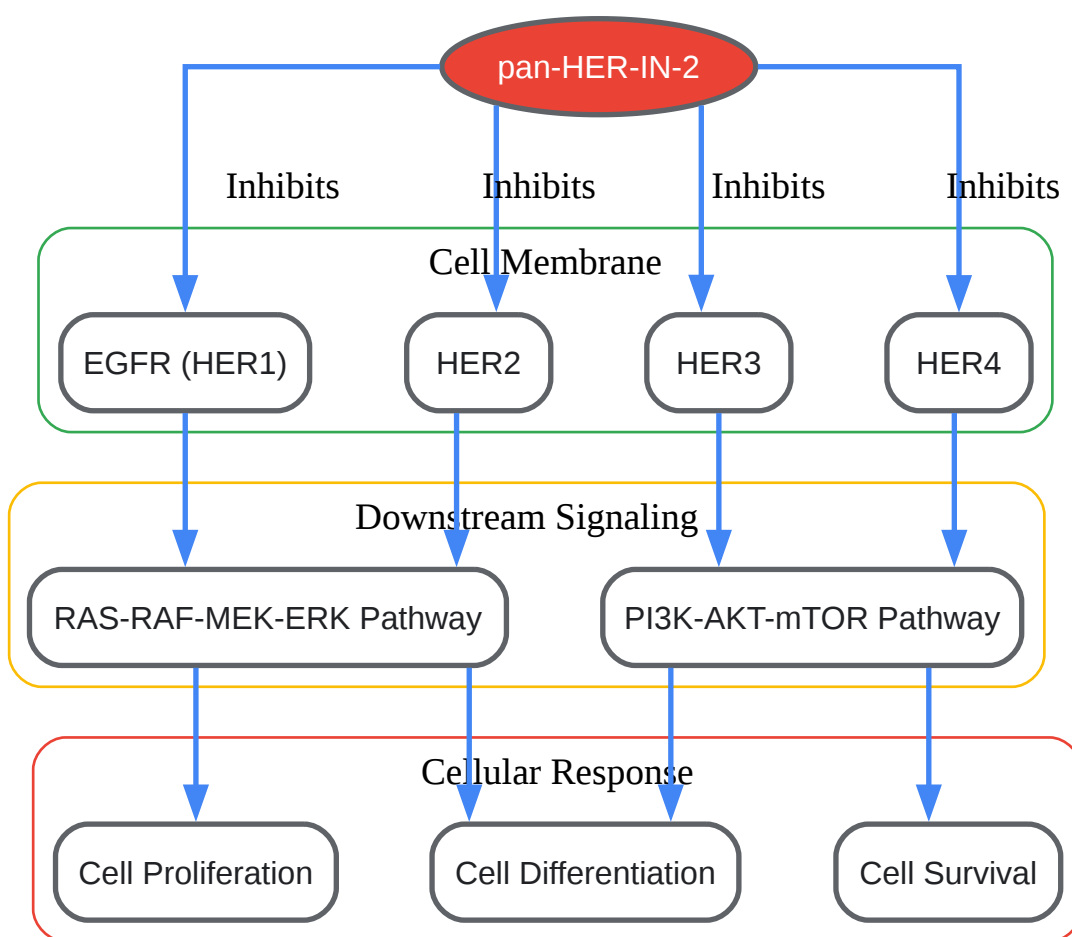 pan-HER-IN-2
Inhibits Inhibits Inhibits Inhibits
Cell Membrane
EGFR (HER1) HER2 HER3 HER4
Downstream Signaling
RAS-RAF-MEK-ERK Pathway PI3K-AKT-mTOR Pathway
Cellular Response
Cell Proliferation Cell Differentiation Cell Survival